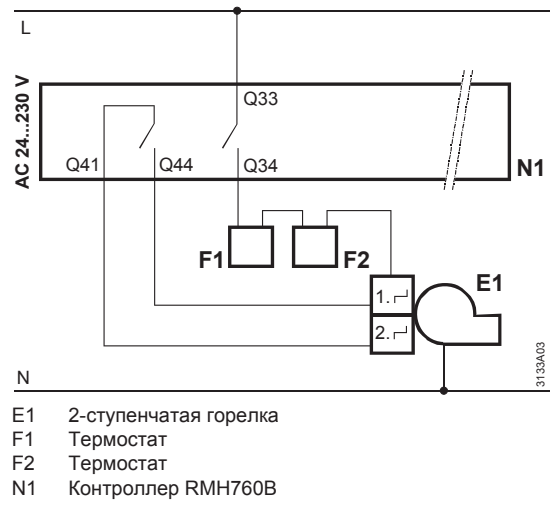 L
AC 24...230 V
Q33
Q41
Q44
Q34
N1
F1
F2
E1
1.
2.
3133A03
N
E1 2-ступенчатая горелка
F1 Термостат
F2 Термостат
N1 Контроллер RMH760B